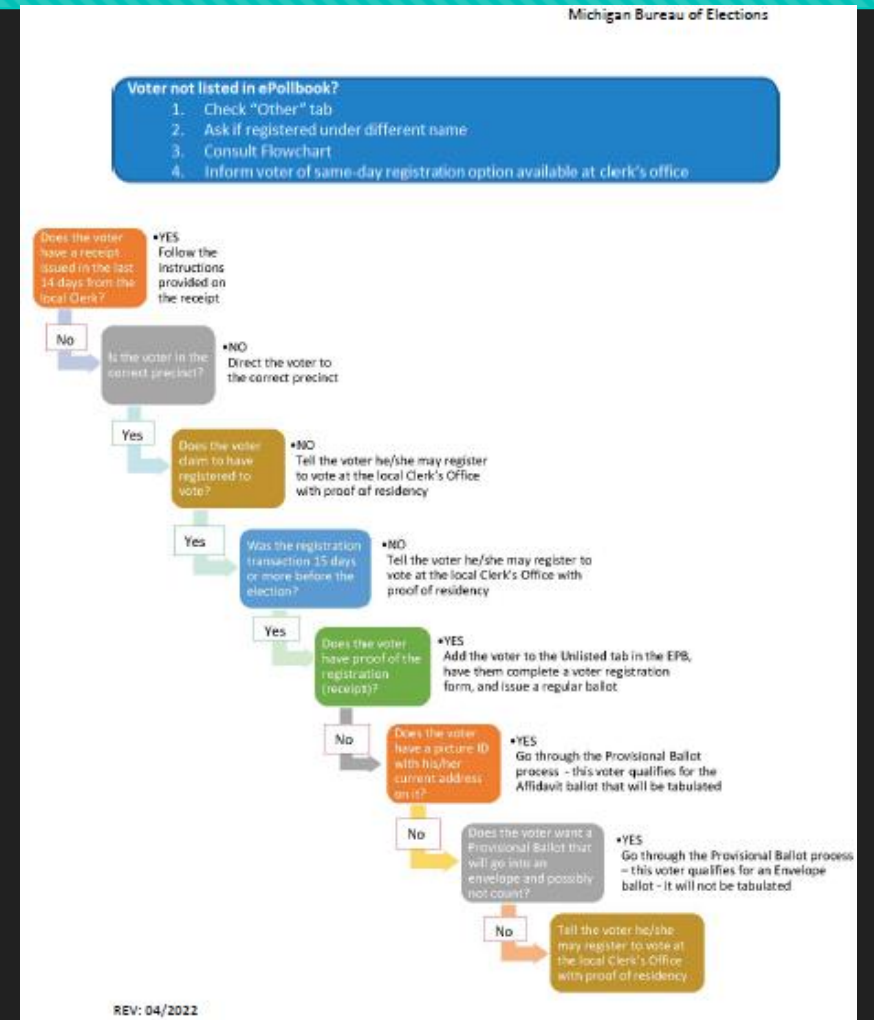 Michigan Bureau of Elections
Voter not listed in ePollbook?
1. Check "Other" tab
2. Ask if registered under different name
3. Consult Flowchart
4. Inform voter of same-day registration option available at clerk's office
Does the voter
have a receipt
issued in the last
14 days from the
local Clerk?
•YES
Follow the
instructions
provided on
the receipt
No
Is the voter in the
correct precinct?
•NO
Direct the voter to
the correct precinct
Yes
Does the voter
claim to have
registered to
vote?
•NO
Tell the voter he/she may register
to vote at the local Clerk's Office
with proof of residency
Yes
Was the registration
transaction 15 days
or more before the
election?
•NO
Tell the voter he/she may register to
vote at the local Clerk's Office with
proof of residency
Yes
Does the voter
have proof of the
registration
(receipt)?
•YES
Add the voter to the Unlisted tab in the EPB,
have them complete a voter registration
form, and issue a regular ballot
No
Does the voter
have a picture ID
with his/her
current address
on it?
•YES
Go through the Provisional Ballot
process - this voter qualifies for the
Affidavit ballot that will be tabulated
No
Does the voter want a
Provisional Ballot that
will go into an
envelope and possibly
not count?
•YES
Go through the Provisional Ballot process
– this voter qualifies for an Envelope
ballot - it will not be tabulated
No
Tell the voter he/she
may register to vote at
the local Clerk's Office
with proof of residency
REV: 04/2022